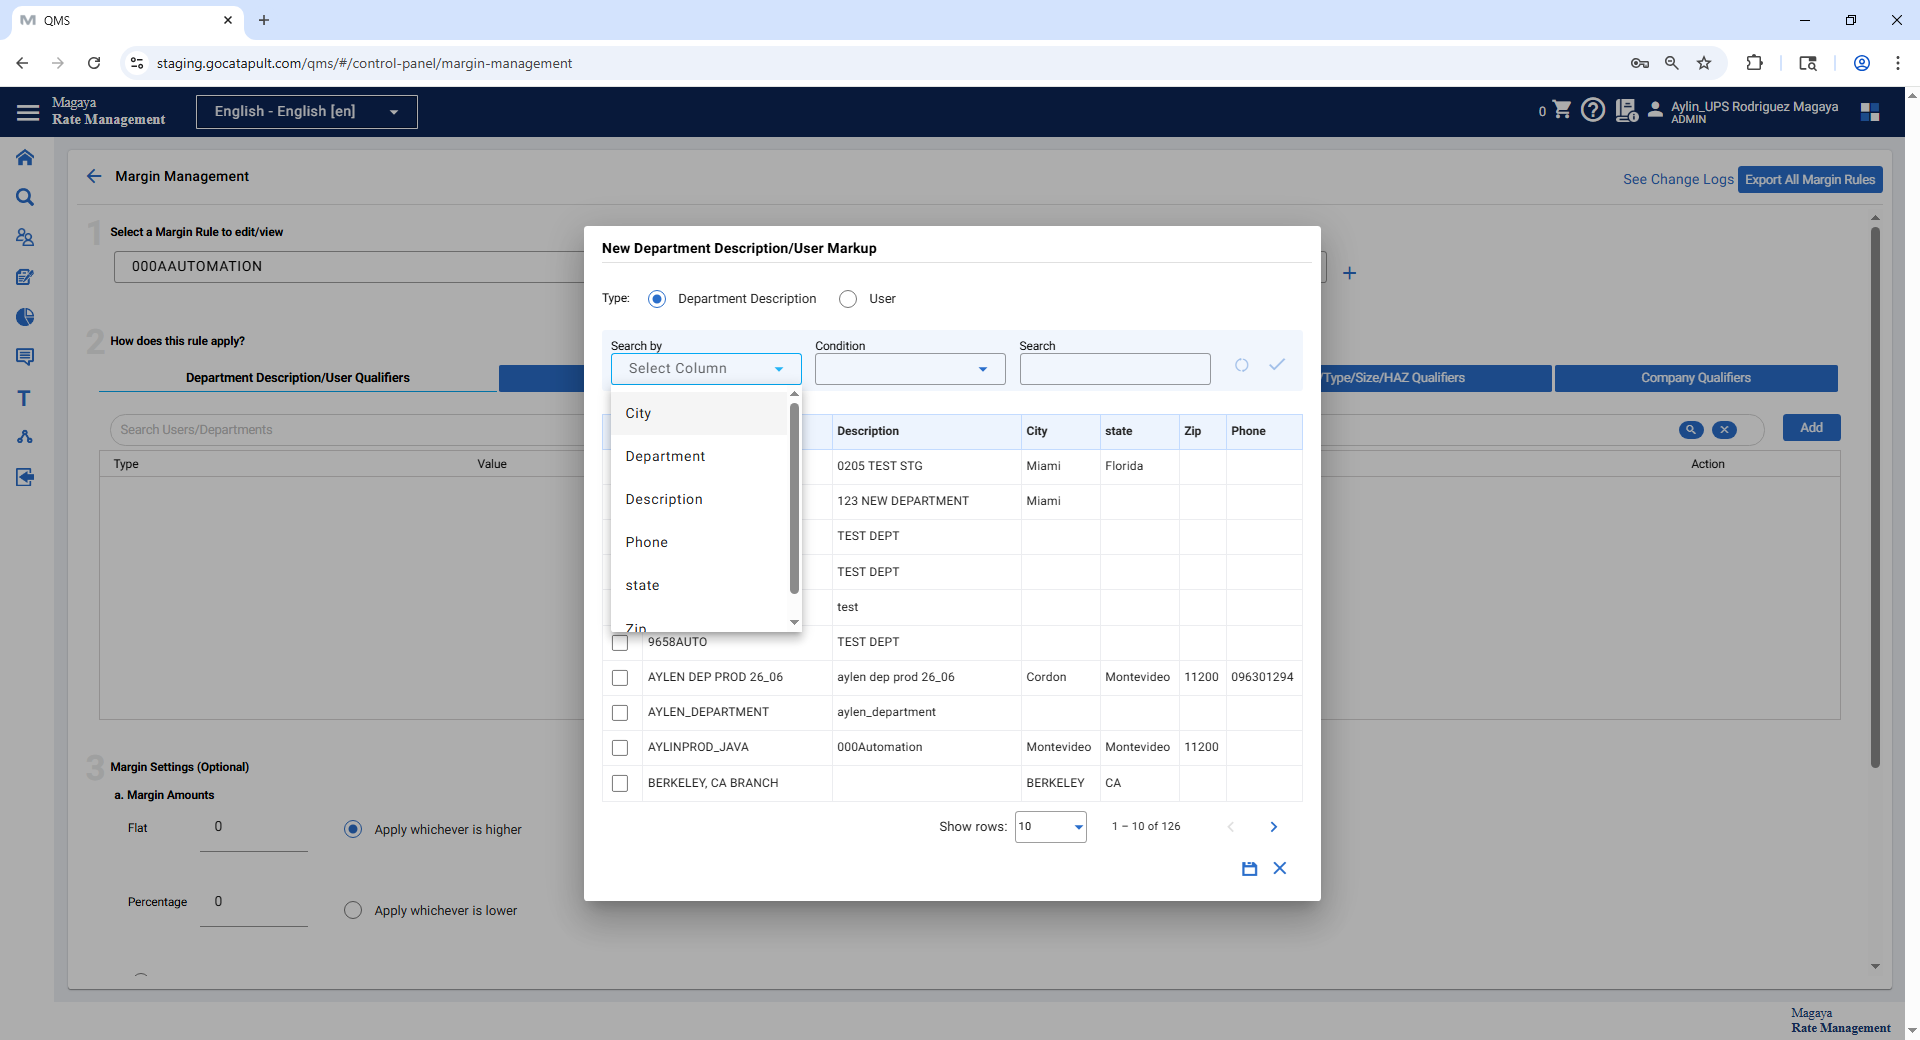 QMS
staging.gocatapult.com/qms/#/control-panel/margin-management
Magaya
Rate Management
English - English [en]
0
Aylin_UPS Rodriguez Magaya
ADMIN
Margin Management
See Change Logs
Export All Margin Rules
1
Select a Margin Rule to edit/view
000AAUTOMATION
2
How does this rule apply?
Department Description/User Qualifiers
/Type/Size/HAZ Qualifiers
Company Qualifiers
Search Users/Departments
Add
Type
Value
Action
3
Margin Settings (Optional)
a. Margin Amounts
Flat
0
Apply whichever is higher
Percentage
0
Apply whichever is lower
New Department Description/User Markup
Type:
Department Description
User
Search by
Condition
Search
Select Column
City
Department
Description
Phone
state
Zip
Description City state Zip Phone
0205 TEST STG Miami Florida
123 NEW DEPARTMENT Miami
TEST DEPT
TEST DEPT
test
9658AUTO TEST DEPT
AYLEN DEP PROD 26_06 aylen dep prod 26_06 Cordon Montevideo 11200 096301294
AYLEN_DEPARTMENT aylen_department
AYLINPROD_JAVA 000Automation Montevideo Montevideo 11200
BERKELEY, CA BRANCH BERKELEY CA
Show rows: 10 1 – 10 of 126
Magaya
Rate Management